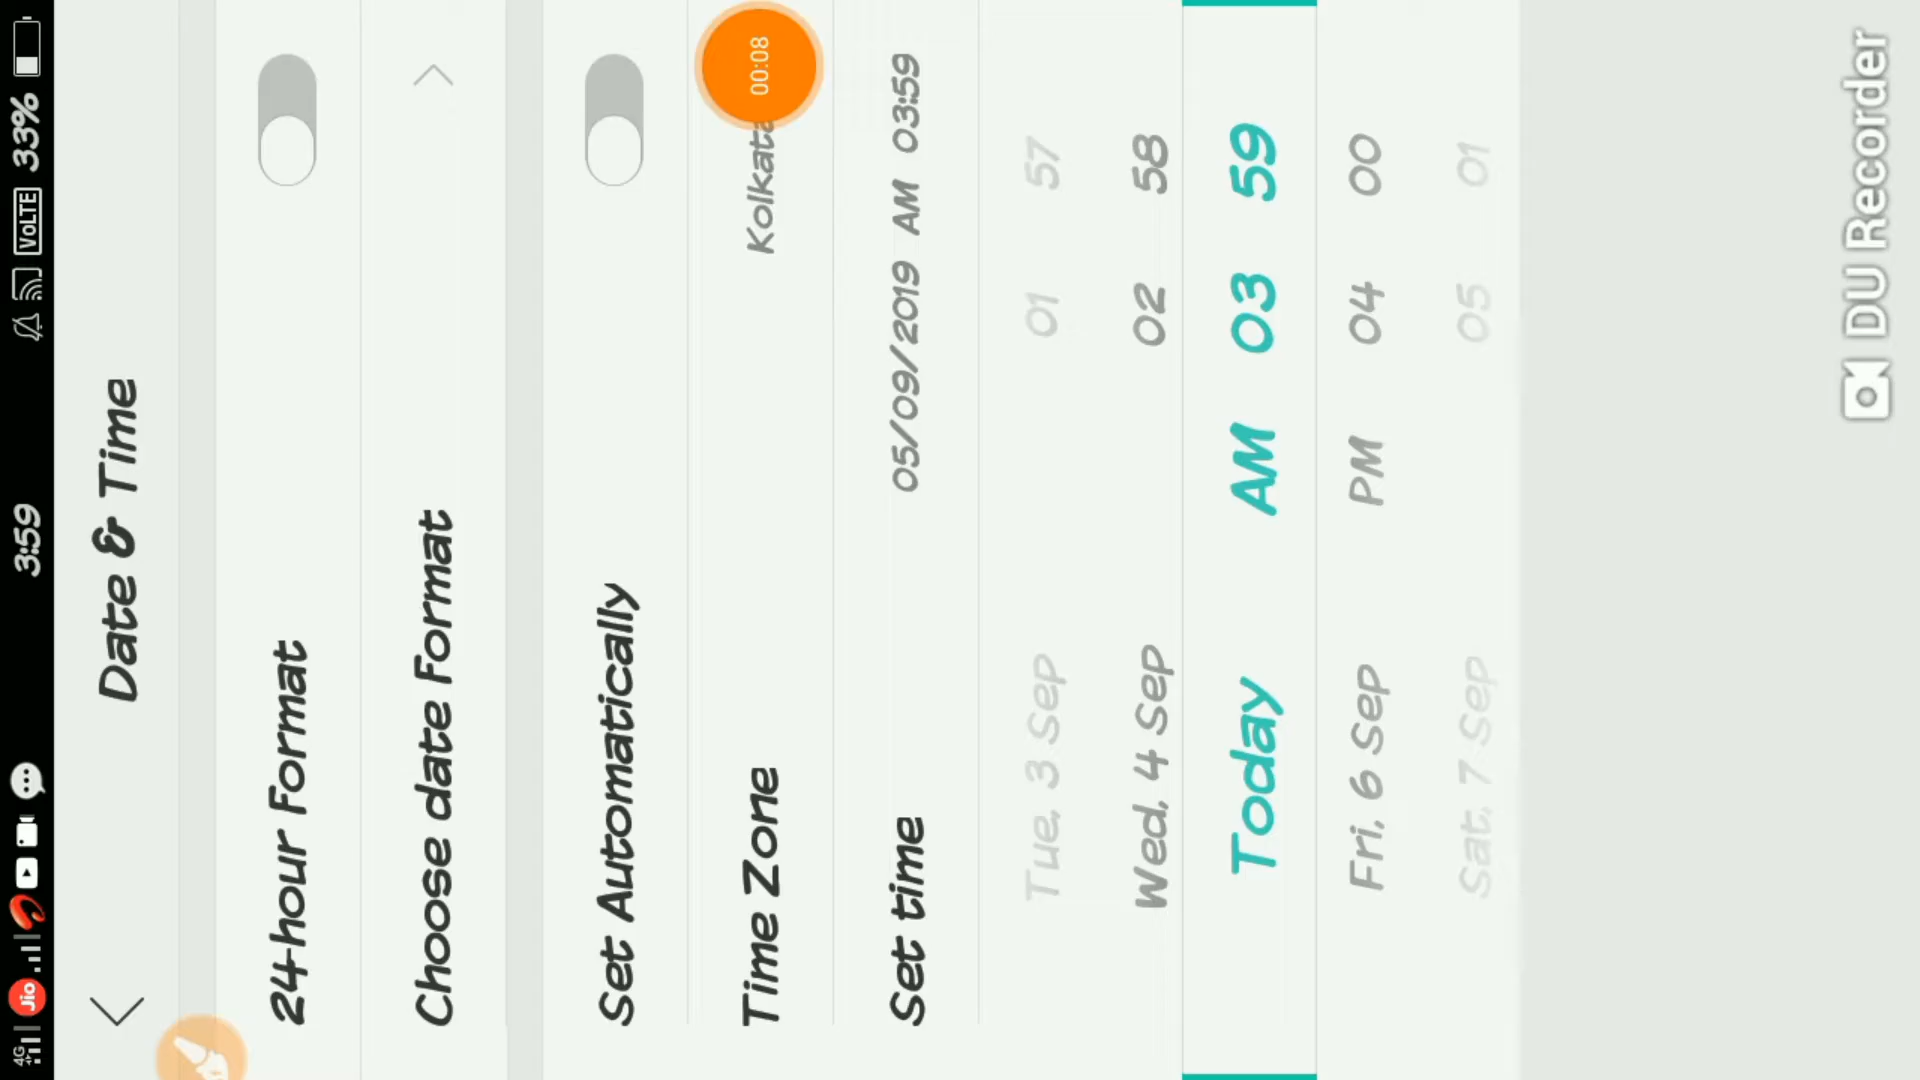 4G Jio 3:59 VoLTE 33%
Date & Time
24-hour Format
Choose date Format
Set Automatically
00:08
Time Zone Kolkata
Set time 05/09/2019 AM 03:59
Tue, 3 Sep 01 57
Wed, 4 Sep 02 58
Today AM 03 59
Fri, 6 Sep PM 04 00
Sat, 7 Sep 05 01
DU Recorder